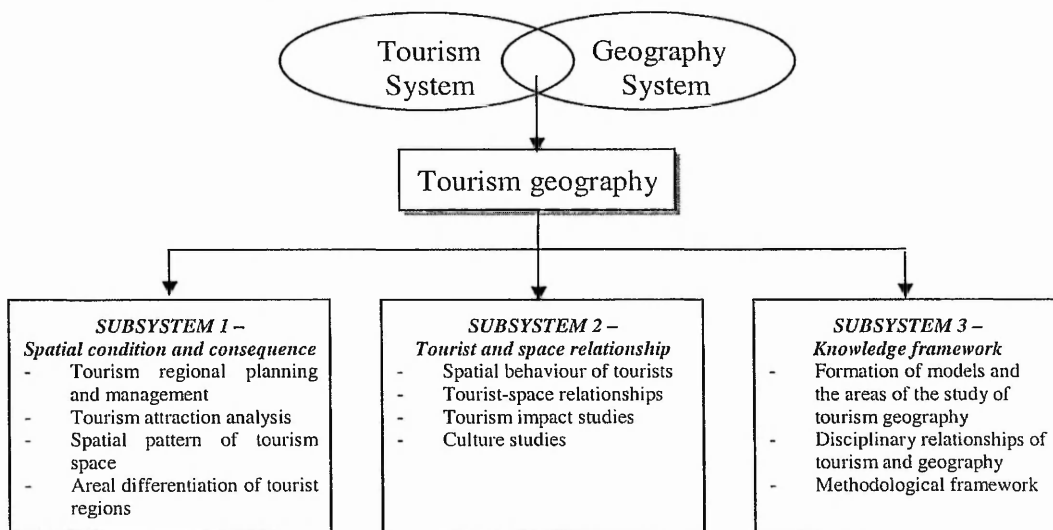 Tourism
System
Geography
System
Tourism geography
SUBSYSTEM 1 –
Spatial condition and consequence
- Tourism regional planning
and management
- Tourism attraction analysis
- Spatial pattern of tourism
space
- Areal differentiation of tourist
regions
SUBSYSTEM 2 –
Tourist and space relationship
- Spatial behaviour of tourists
- Tourist-space relationships
- Tourism impact studies
- Culture studies
SUBSYSTEM 3 –
Knowledge framework
- Formation of models and
the areas of the study of
tourism geography
- Disciplinary relationships of
tourism and geography
- Methodological framework